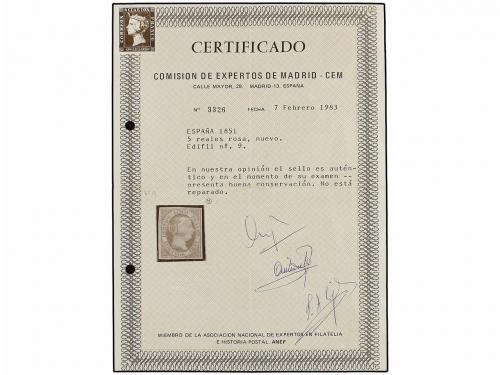 CERTIFICADO
COMISION DE EXPERTOS DE MADRID - CEM
CALLE MAYOR, 29. MADRID-13. ESPAÑA
Nº 3326 FECHA 7 Febrero 1983
ESPAÑA 1851
5 reales rosa, nuevo.
Edifil nº. 9.
En nuestra opinión el sello es autén-
tico y en el momento de su examen --
presenta buena conservación. No está
reparado.
MIEMBRO DE LA ASOCIACION NACIONAL DE EXPERTOS EN FILATELIA
E HISTORIA POSTAL. ANEF